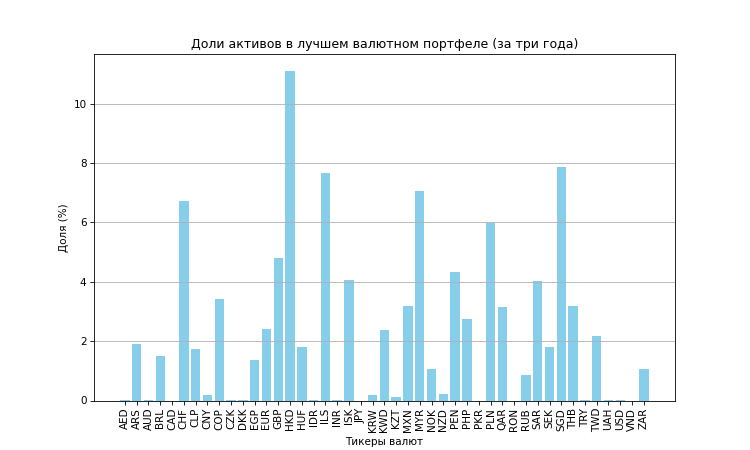 Доли активов в лучшем валютном портфеле (за три года)
Доля (%)
10
8
6
4
2
0
AED ARS AUD BRL CAD CHF CLP CNY COP CZK DKK EGP EUR GBP HKD HUF IDR ILS INR ISK JPY KRW KWD KZT MXN MYR NOK NZD PEN PHP PKR PLN QAR RON RUB SAR SEK SGD THB TRY TWD UAH USD VND ZAR
Тикеры валют